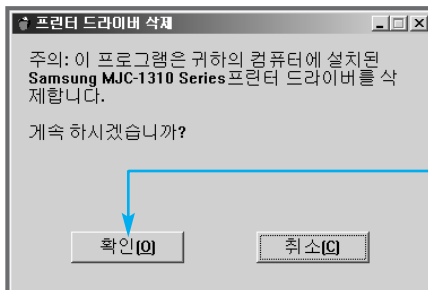 프린터 드라이버 삭제
주의: 이 프로그램은 귀하의 컴퓨터에 설치된
Samsung MJC-1310 Series프린터 드라이버를 삭
제합니다.
게속 하시겠습니까?
확인(O) 취소(C)